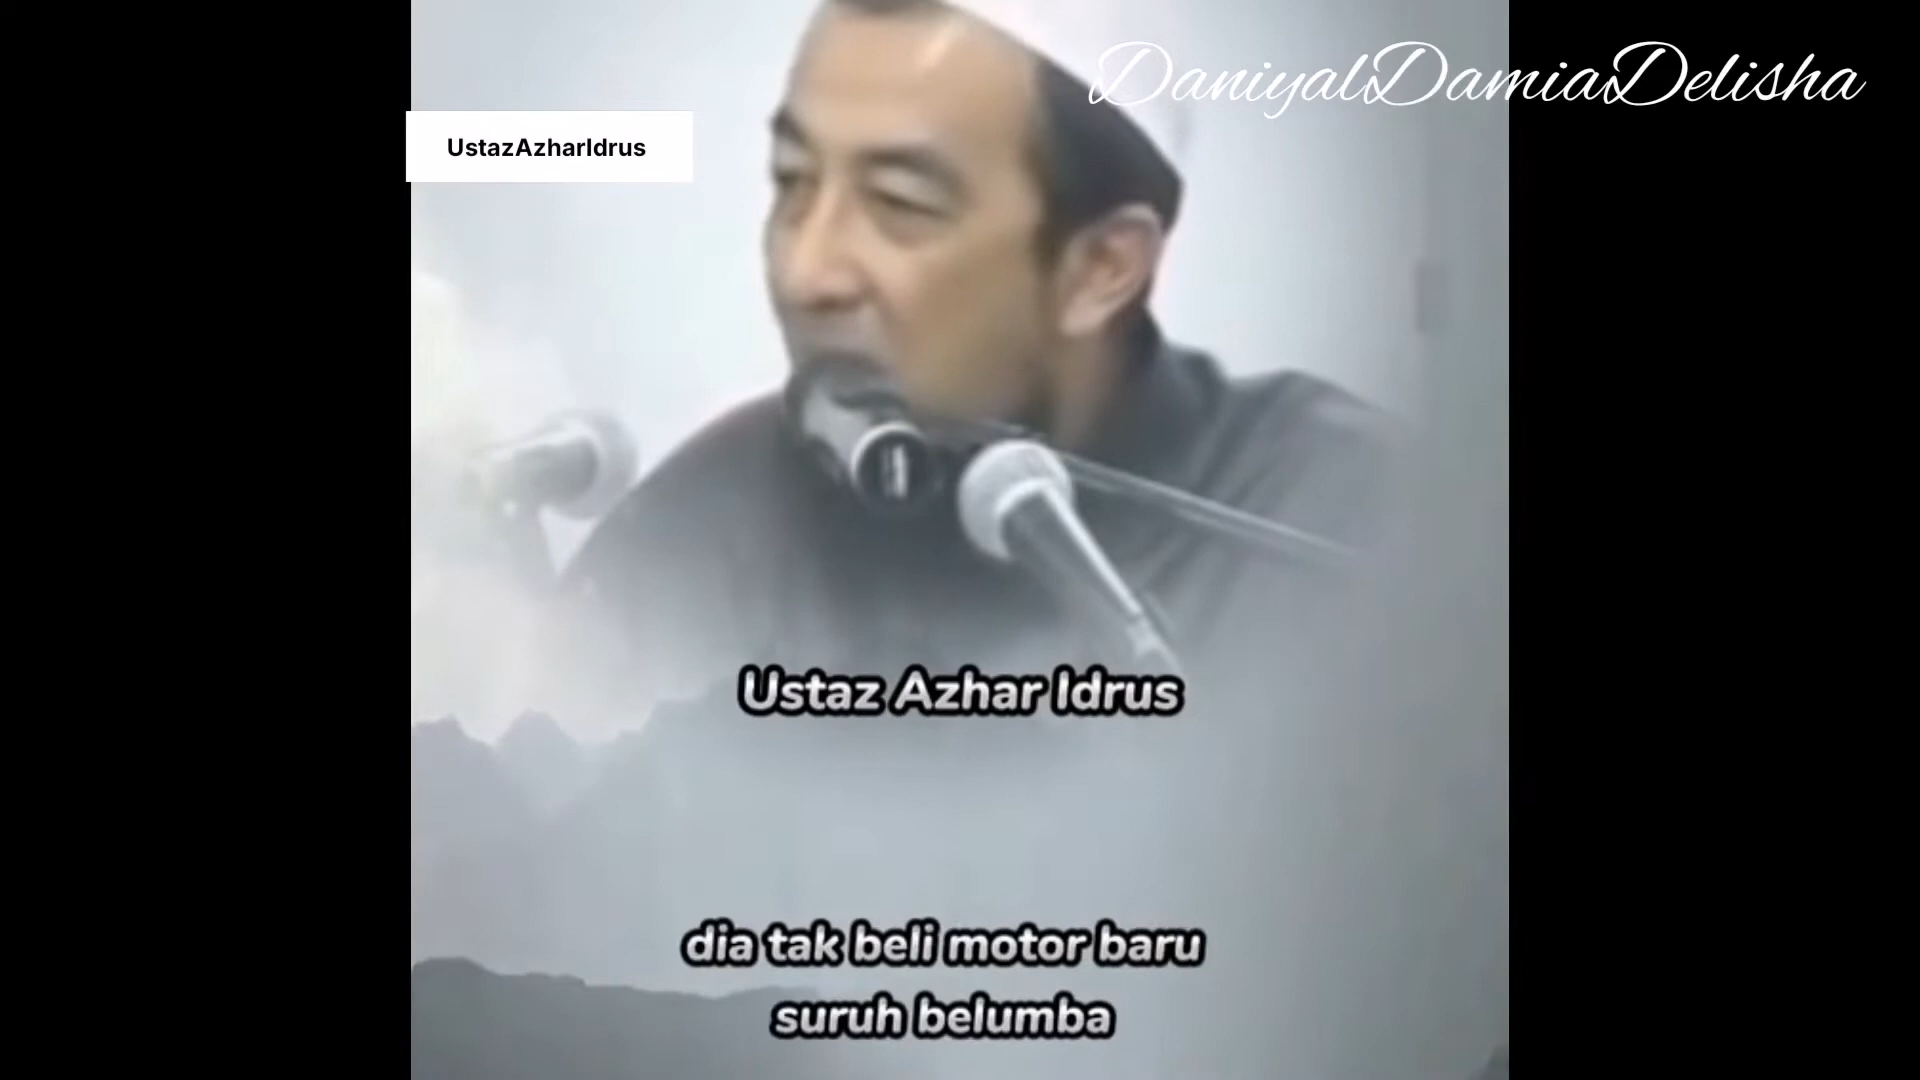 DaniyalDamiaDelisha
UstazAzharIdrus
Ustaz Azhar Idrus
dia tak beli motor baru
suruh belumba